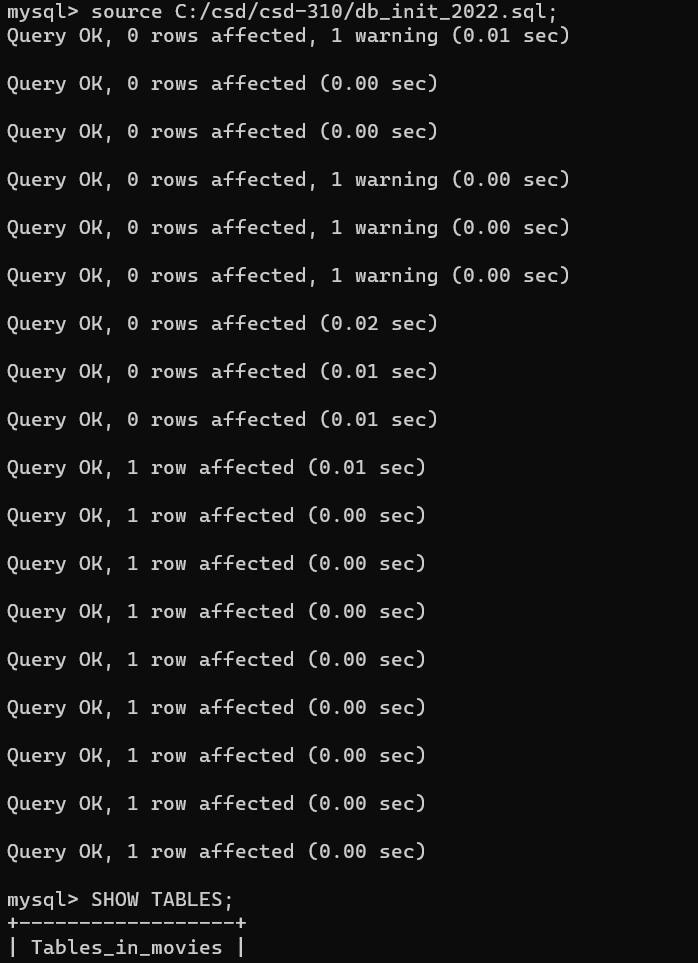 mysql> source C:/csd/csd-310/db_init_2022.sql;
Query OK, 0 rows affected, 1 warning (0.01 sec)
Query OK, 0 rows affected (0.00 sec)
Query OK, 0 rows affected (0.00 sec)
Query OK, 0 rows affected, 1 warning (0.00 sec)
Query OK, 0 rows affected, 1 warning (0.00 sec)
Query OK, 0 rows affected, 1 warning (0.00 sec)
Query OK, 0 rows affected (0.02 sec)
Query OK, 0 rows affected (0.01 sec)
Query OK, 0 rows affected (0.01 sec)
Query OK, 1 row affected (0.01 sec)
Query OK, 1 row affected (0.00 sec)
Query OK, 1 row affected (0.00 sec)
Query OK, 1 row affected (0.00 sec)
Query OK, 1 row affected (0.00 sec)
Query OK, 1 row affected (0.00 sec)
Query OK, 1 row affected (0.00 sec)
Query OK, 1 row affected (0.00 sec)
Query OK, 1 row affected (0.00 sec)
mysql> SHOW TABLES;
+------------------+
| Tables_in_movies |